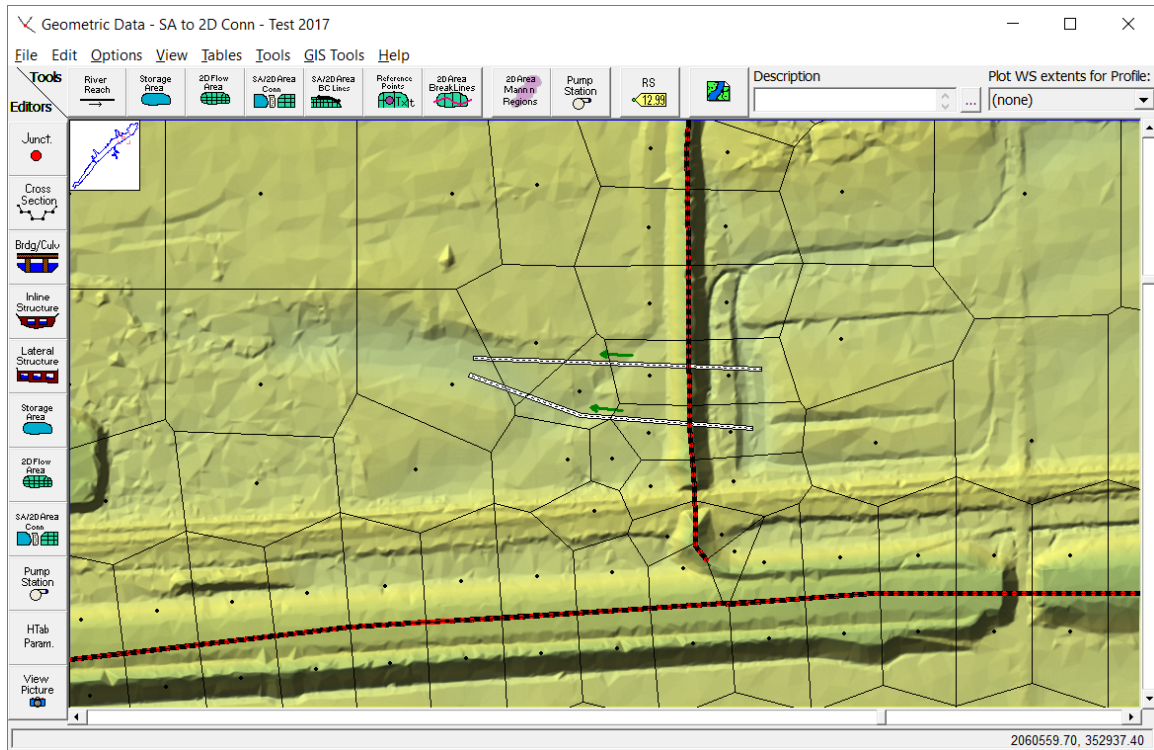 Geometric Data - SA to 2D Conn - Test 2017
File Edit Options View Tables Tools GIS Tools Help
Tools
Editors
River
Reach
Storage
Area
2D Flow
Area
SA/2D Area
Conn
SA/2D Area
BC Lines
Reference
Points
Txt
2D Area
BreakLines
2D Area
Mann n
Regions
Pump
Station
RS
12.99
Description
...
Plot WS extents for Profile:
(none)
Junct.
Cross
Section
Brdg/Culv
Inline
Structure
Lateral
Structure
Storage
Area
2D Flow
Area
SA/2D Area
Conn
Pump
Station
HTab
Param.
View
Picture
2060559.70, 352937.40